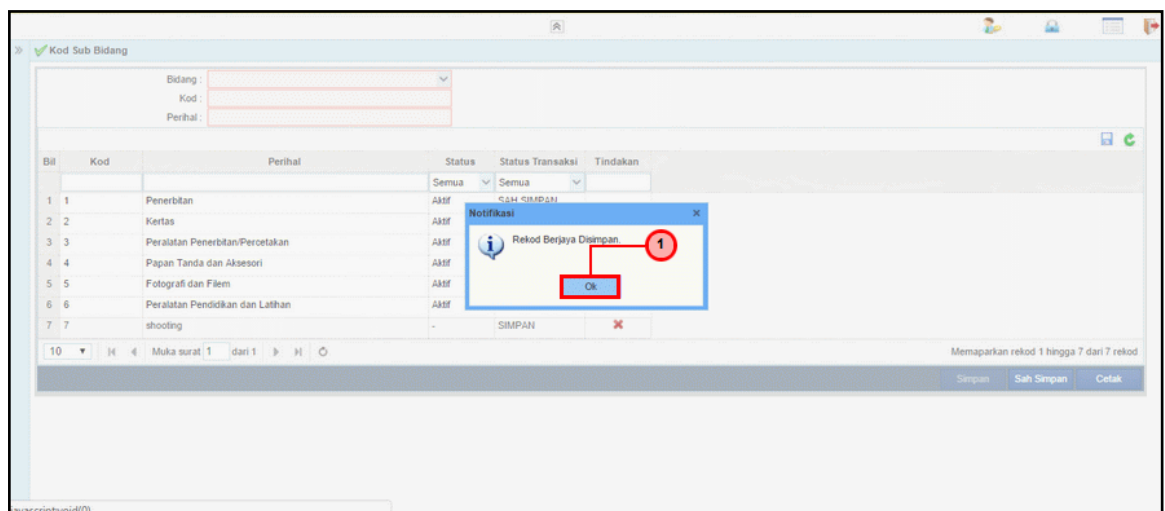 Kod Sub Bidang
Bidang :
Kod :
Perihal :
Bil Kod Perihal Status Status Transaksi Tindakan
Semua Semua
1 1 Penerbitan Aktif SAH SIMPAN
2 2 Kertas Aktif
3 3 Peralatan Penerbitan/Percetakan Aktif
4 4 Papan Tanda dan Aksesori Aktif
5 5 Fotografi dan Filem Aktif
6 6 Peralatan Pendidikan dan Latihan Aktif
7 7 shooting - SIMPAN
Notifikasi
Rekod Berjaya Disimpan.
1
Ok
10 Muka surat 1 dari 1 Memaparkan rekod 1 hingga 7 dari 7 rekod
Simpan Sah Simpan Cetak
javascript:void(0)